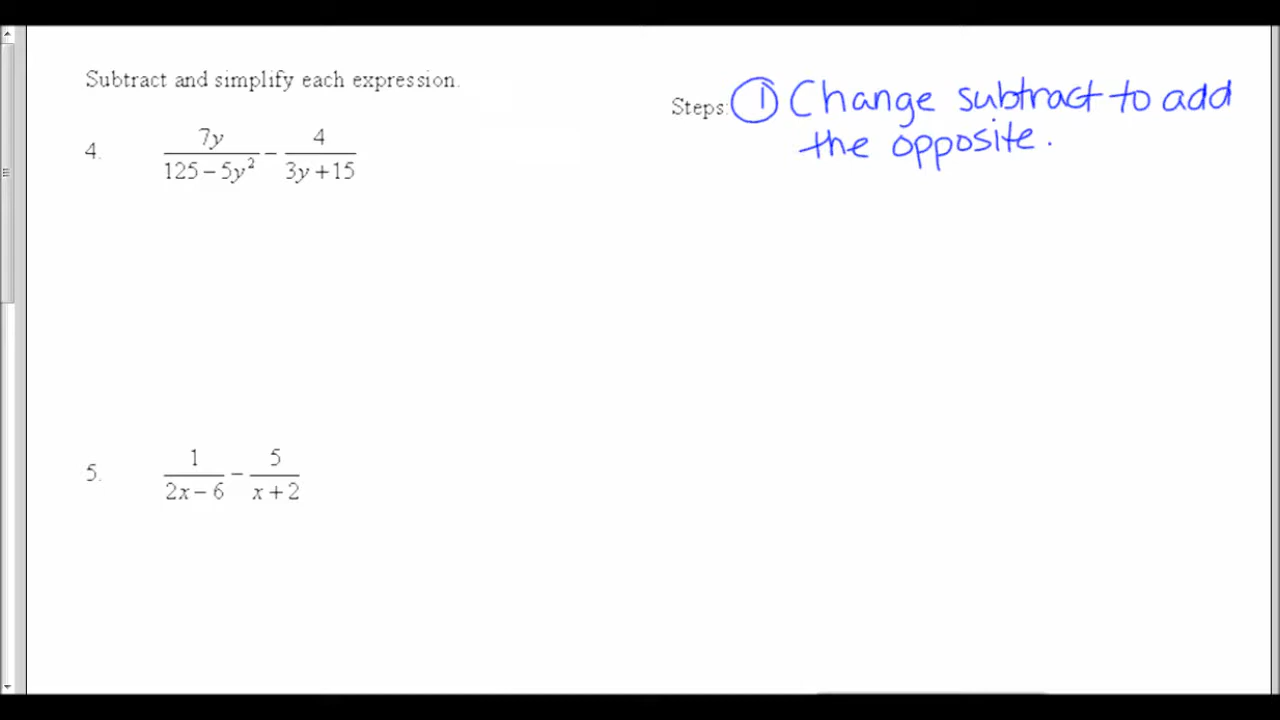 Subtract and simplify each expression.
Steps: ① Change subtract to add
the opposite.
4. 7y/(125 − 5y²) − 4/(3y + 15)
5. 1/(2x − 6) − 5/(x + 2)